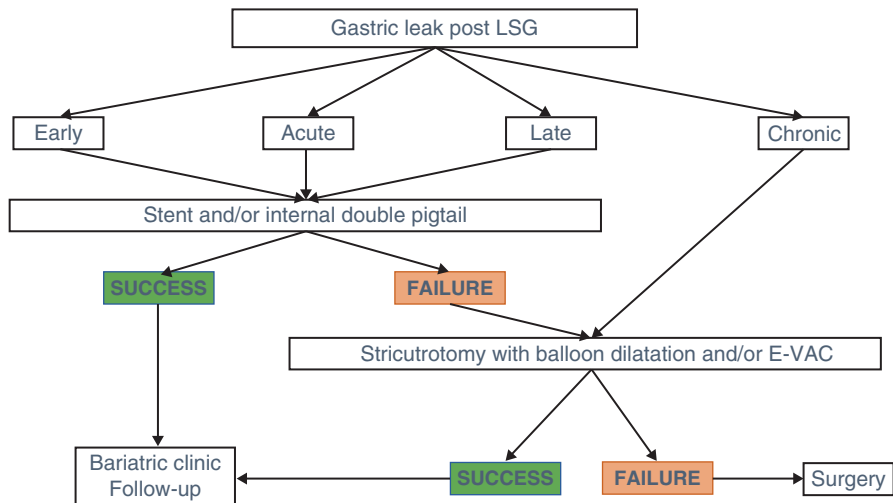 Gastric leak post LSG
Early
Acute
Late
Chronic
Stent and/or internal double pigtail
SUCCESS
FAILURE
Stricutrotomy with balloon dilatation and/or E-VAC
Bariatric clinic
Follow-up
SUCCESS
FAILURE
Surgery